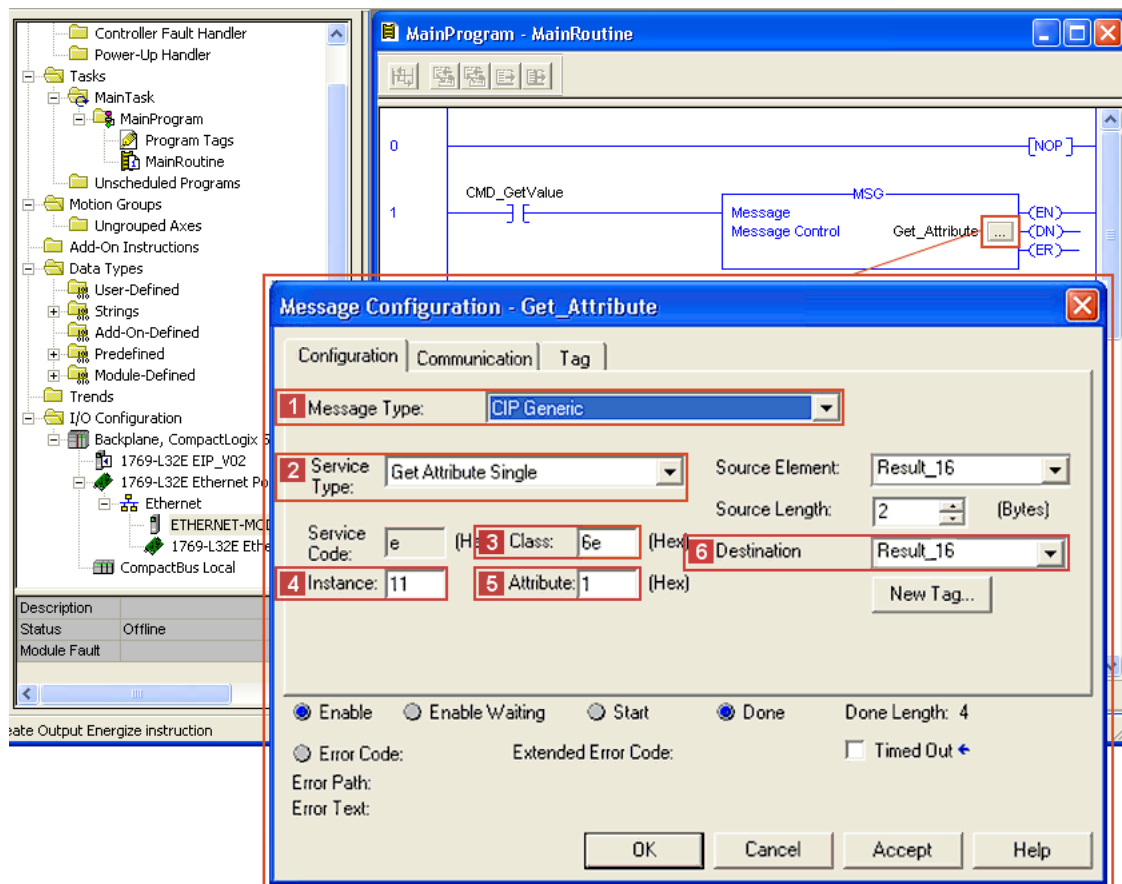 Controller Fault Handler
Power-Up Handler
Tasks
MainTask
MainProgram
Program Tags
MainRoutine
Unscheduled Programs
Motion Groups
Ungrouped Axes
Add-On Instructions
Data Types
User-Defined
Strings
Add-On-Defined
Predefined
Module-Defined
Trends
I/O Configuration
Backplane, CompactLogix 5
1769-L32E EIP_V02
1769-L32E Ethernet Po
Ethernet
ETHERNET-MOD
1769-L32E Ethe
CompactBus Local
Description
Status Offline
Module Fault
eate Output Energize instruction
MainProgram - MainRoutine
0 NOP
CMD_GetValue MSG
1 Message (EN)
Message Control Get_Attribute ... (DN)
(ER)
Message Configuration - Get_Attribute
Configuration Communication Tag
1 Message Type: CIP Generic
2 Service Type: Get Attribute Single
Source Element: Result_16
Source Length: 2 (Bytes)
Service Code: e (He 3 Class: 6e (Hex)
6 Destination Result_16
4 Instance: 11 5 Attribute: 1 (Hex)
New Tag...
Enable Enable Waiting Start Done Done Length: 4
Error Code: Extended Error Code: Timed Out
Error Path:
Error Text:
OK Cancel Accept Help